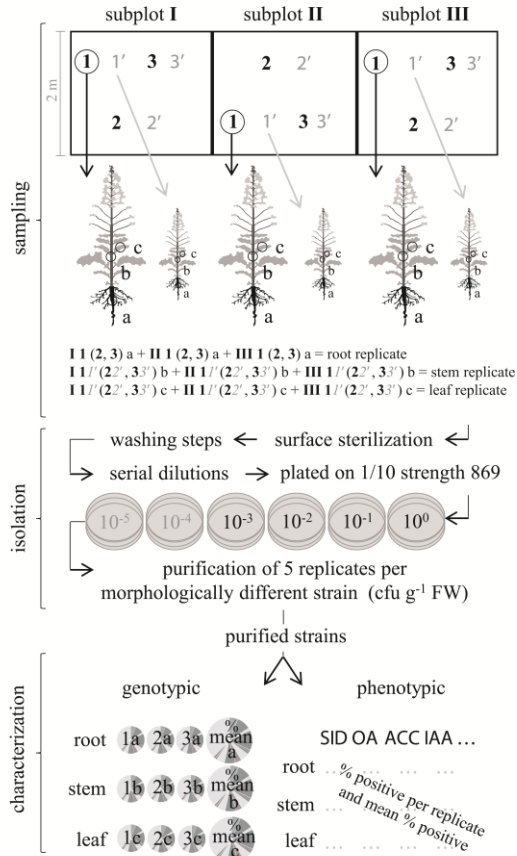 subplot I subplot II subplot III
1 1′ 3 3′ 2 2′ 1 1′ 3 3′
2 m
2 2′ 1 1′ 3 3′ 2 2′
sampling
c c c c c c
b b b b b b
a a a a a a
I 1 (2, 3) a + II 1 (2, 3) a + III 1 (2, 3) a = root replicate
I 1 1′ (2 2′, 3 3′) b + II 1 1′ (2 2′, 3 3′) b + III 1 1′ (2 2′, 3 3′) b = stem replicate
I 1 1′ (2 2′, 3 3′) c + II 1 1′ (2 2′, 3 3′) c + III 1 1′ (2 2′, 3 3′) c = leaf replicate
isolation
washing steps ← surface sterilization
serial dilutions → plated on 1/10 strength 869
10⁻⁵ 10⁻⁴ 10⁻³ 10⁻² 10⁻¹ 10⁰
purification of 5 replicates per
morphologically different strain (cfu g⁻¹ FW)
purified strains
characterization
genotypic phenotypic
SID OA ACC IAA ...
root 1a 2a 3a % mean a
stem 1b 2b 3b % mean b
leaf 1c 2c 3c % mean c
root ... ... ... ...
stem ... ... ... ...
leaf ... ... ... ...
% positive per replicate
and mean % positive